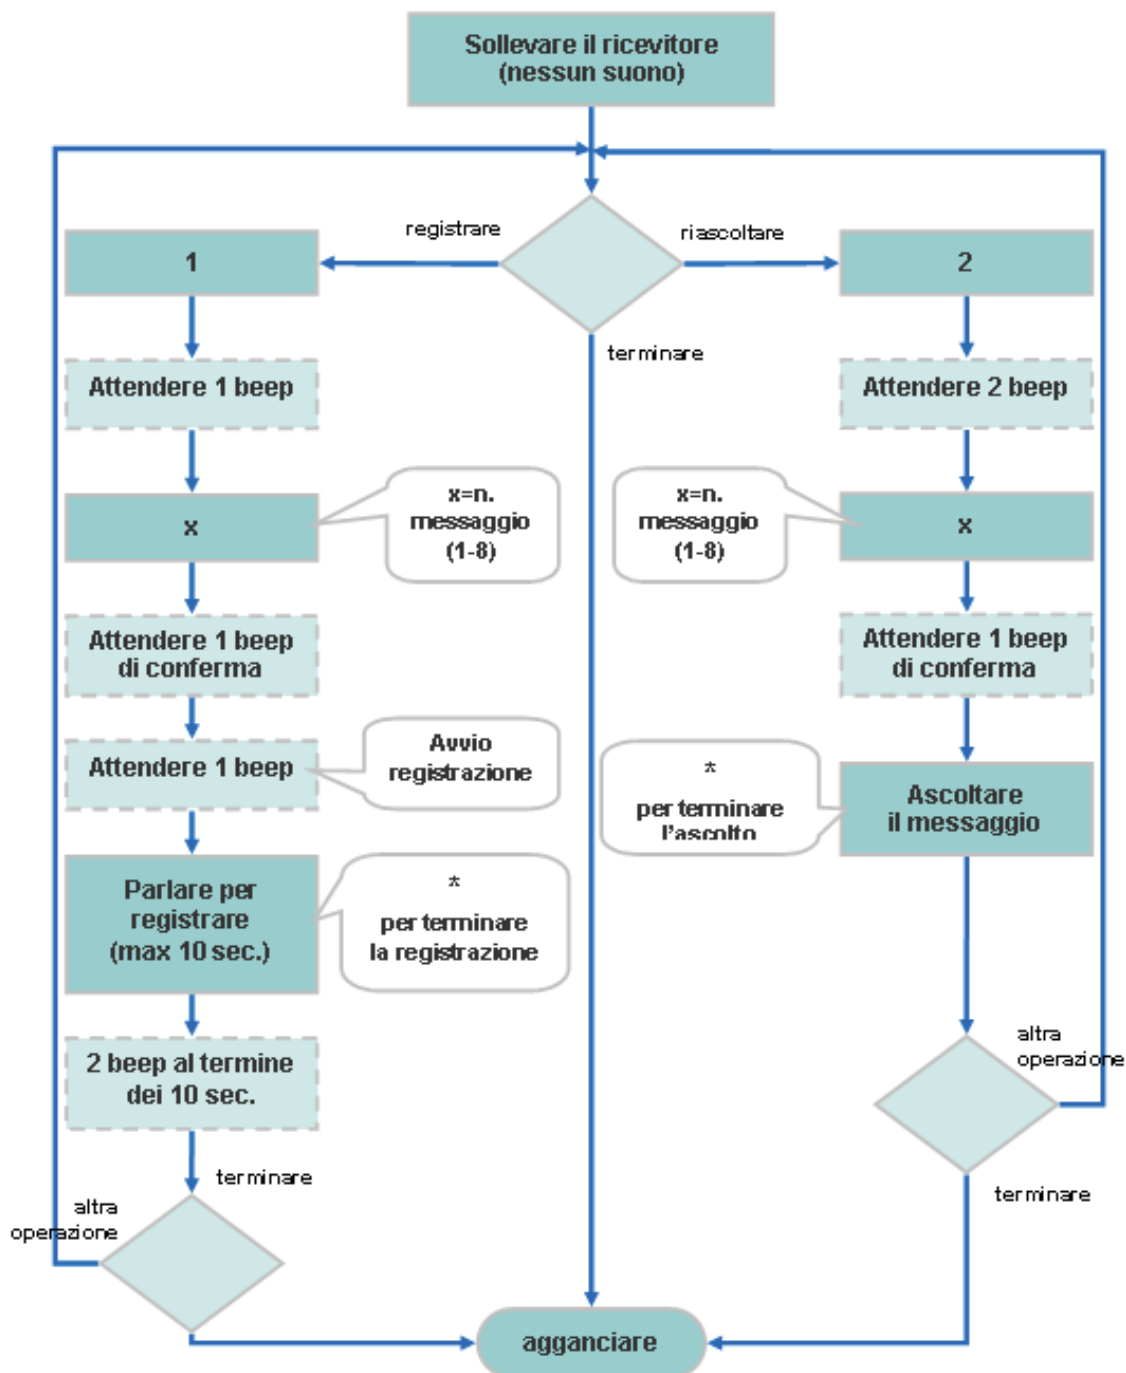 Sollevare il ricevitore
(nessun suono)
registrare
riascoltare
terminare
1
Attendere 1 beep
x
x=n.
messaggio
(1-8)
Attendere 1 beep
di conferma
Attendere 1 beep
Avvio
registrazione
Parlare per
registrare
(max 10 sec.)
*
per terminare
la registrazione
2 beep al termine
dei 10 sec.
terminare
altra
operazione
2
Attendere 2 beep
x=n.
messaggio
(1-8)
x
Attendere 1 beep
di conferma
*
per terminare
l'ascolto
Ascoltare
il messaggio
altra
operazione
terminare
agganciare